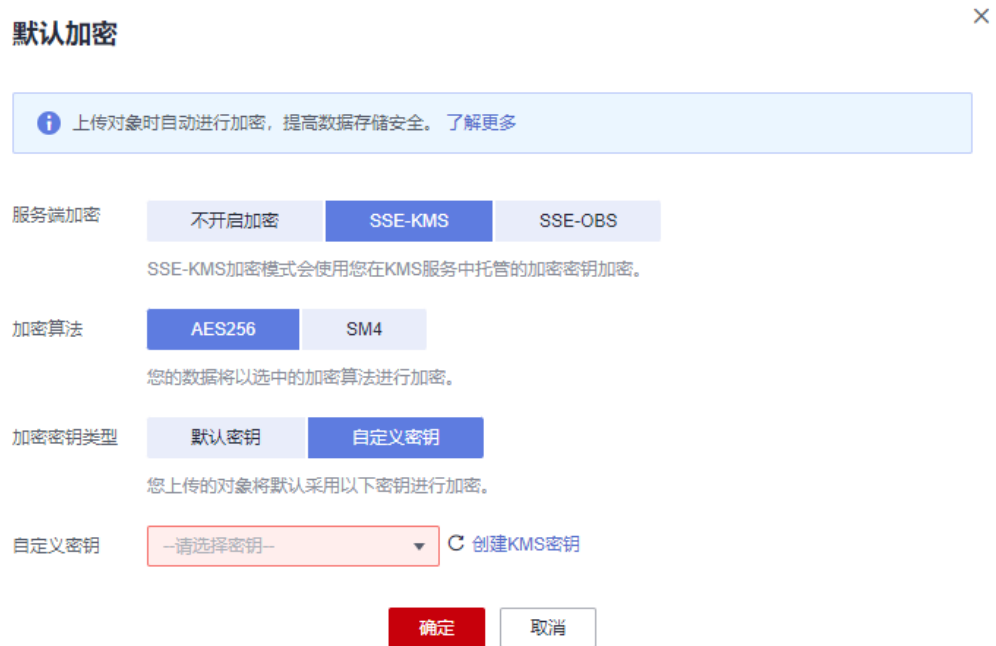 默认加密
上传对象时自动进行加密，提高数据存储安全。 了解更多
服务端加密 不开启加密 SSE-KMS SSE-OBS
SSE-KMS加密模式会使用您在KMS服务中托管的加密密钥加密。
加密算法 AES256 SM4
您的数据将以选中的加密算法进行加密。
加密密钥类型 默认密钥 自定义密钥
您上传的对象将默认采用以下密钥进行加密。
自定义密钥 --请选择密钥-- 创建KMS密钥
确定 取消